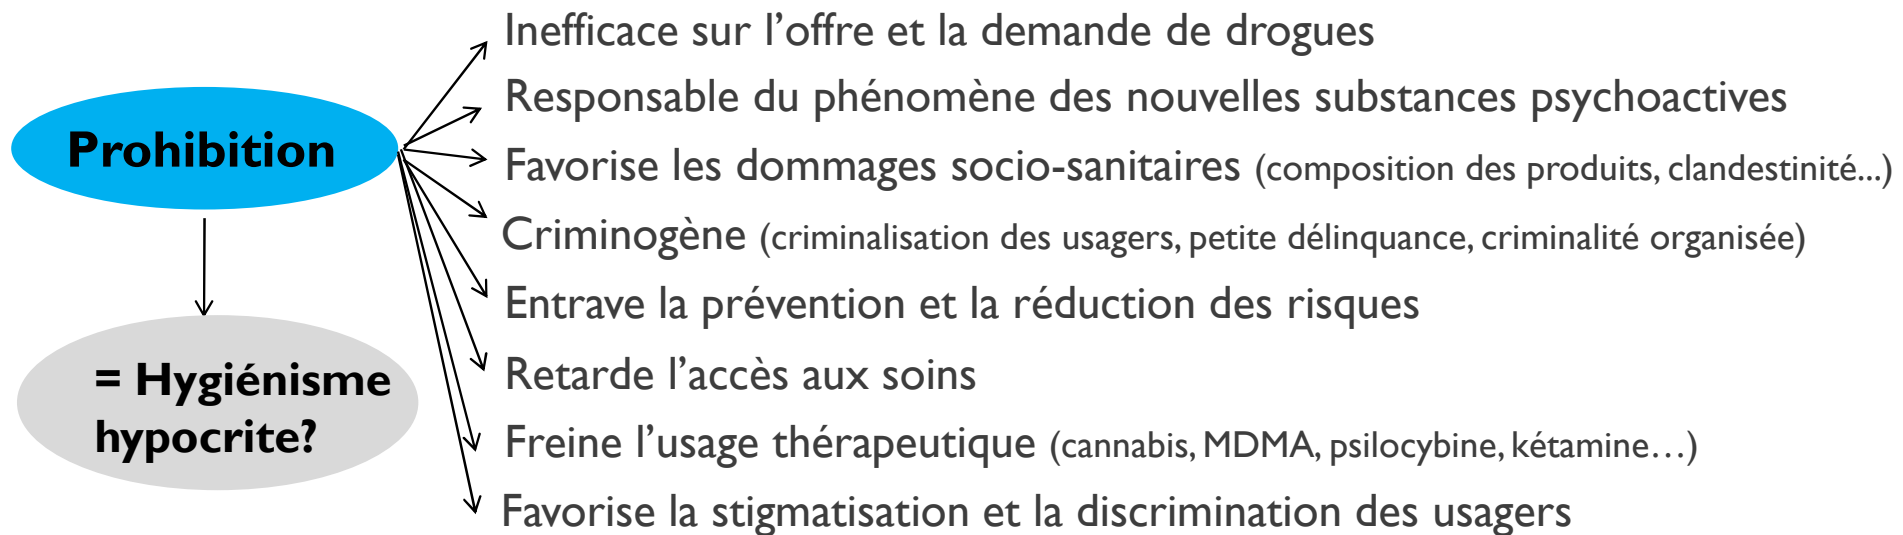 Inefficace sur l’offre et la demande de drogues
Responsable du phénomène des nouvelles substances psychoactives
Prohibition
Favorise les dommages socio-sanitaires (composition des produits, clandestinité...)
Criminogène (criminalisation des usagers, petite délinquance, criminalité organisée)
Entrave la prévention et la réduction des risques
= Hygiénisme
hypocrite?
Retarde l’accès aux soins
Freine l’usage thérapeutique (cannabis, MDMA, psilocybine, kétamine…)
Favorise la stigmatisation et la discrimination des usagers